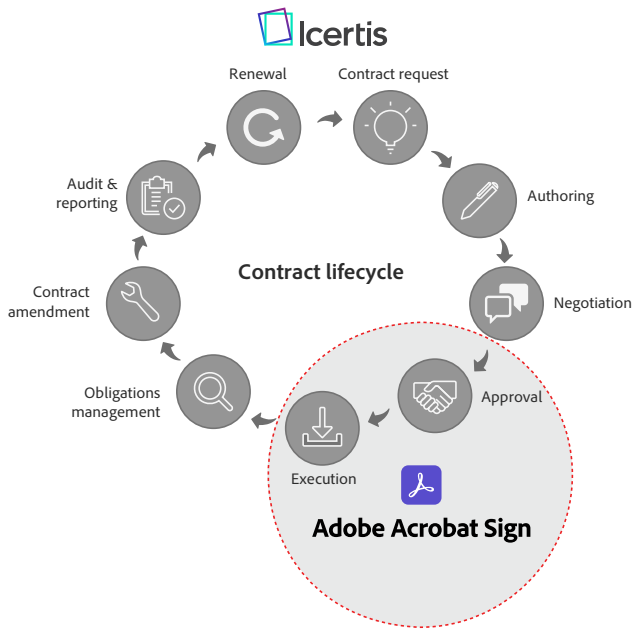 Icertis
Renewal
Contract request
Audit &
reporting
Authoring
Contract lifecycle
Contract
amendment
Negotiation
Obligations
management
Approval
Execution
Adobe Acrobat Sign